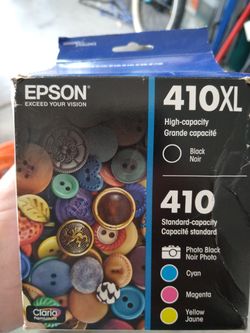 EPSON
EXCEED YOUR VISION
410XL
High-capacity
Grande capacité
Black
Noir
410
Standard-capacity
Capacité standard
Photo Black
Noir Photo
Cyan
Magenta
Yellow
Jaune
Claria